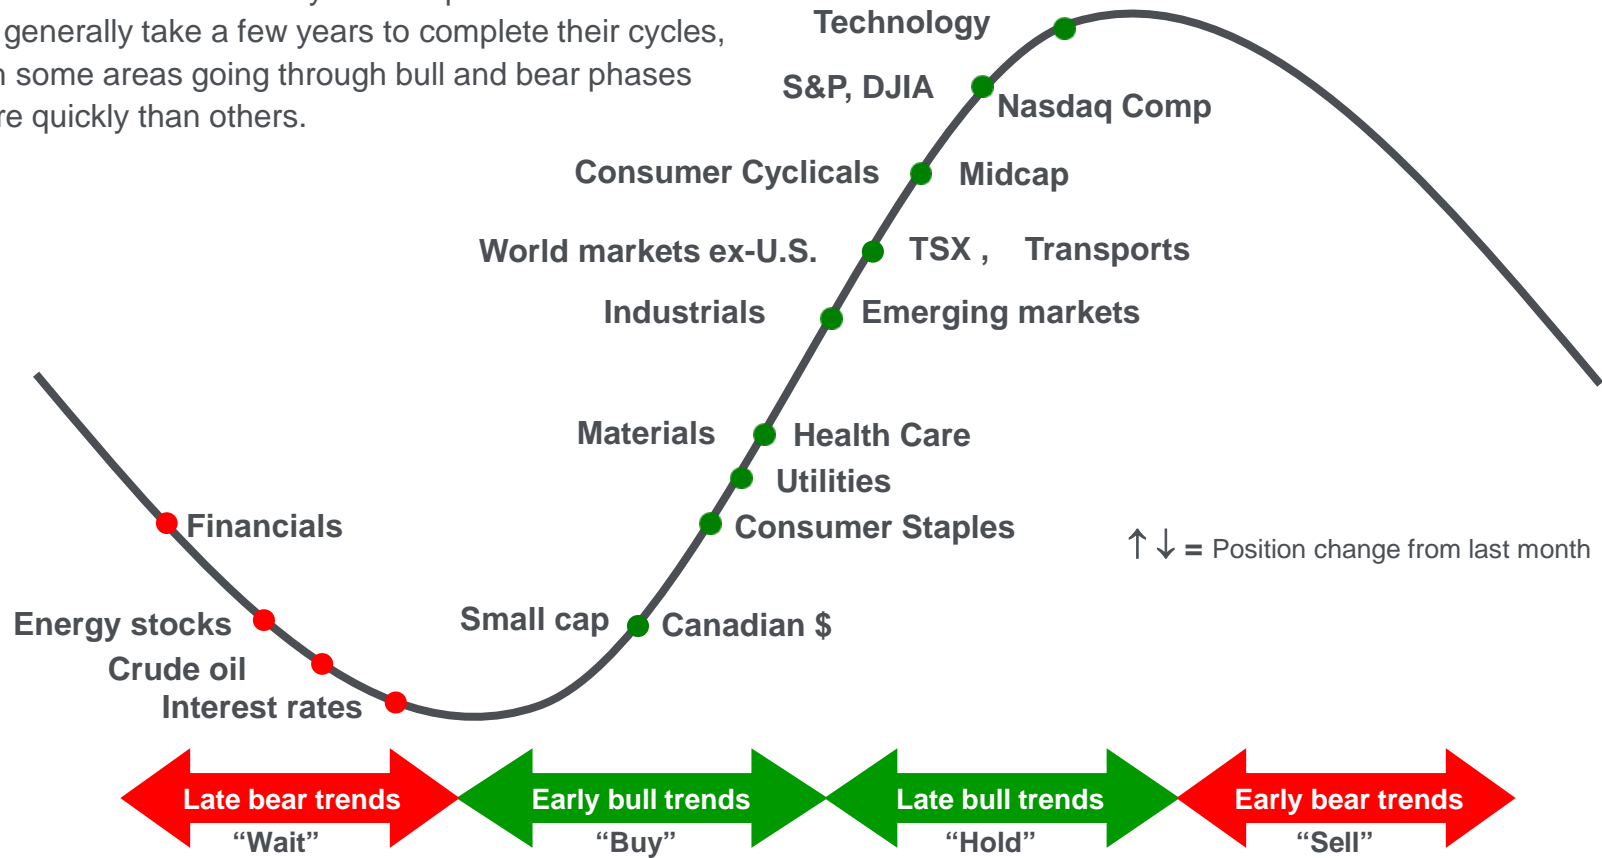 generally take a few years to complete their cycles,
some areas going through bull and bear phases
quickly than others.
Technology
S&P, DJIA
Nasdaq Comp
Consumer Cyclicals Midcap
World markets ex-U.S. TSX , Transports
Industrials Emerging markets
Materials Health Care
Utilities
Financials Consumer Staples
↑↓ = Position change from last month
Energy stocks Small cap Canadian $
Crude oil
Interest rates
Late bear trends Early bull trends Late bull trends Early bear trends
“Wait” “Buy” “Hold” “Sell”